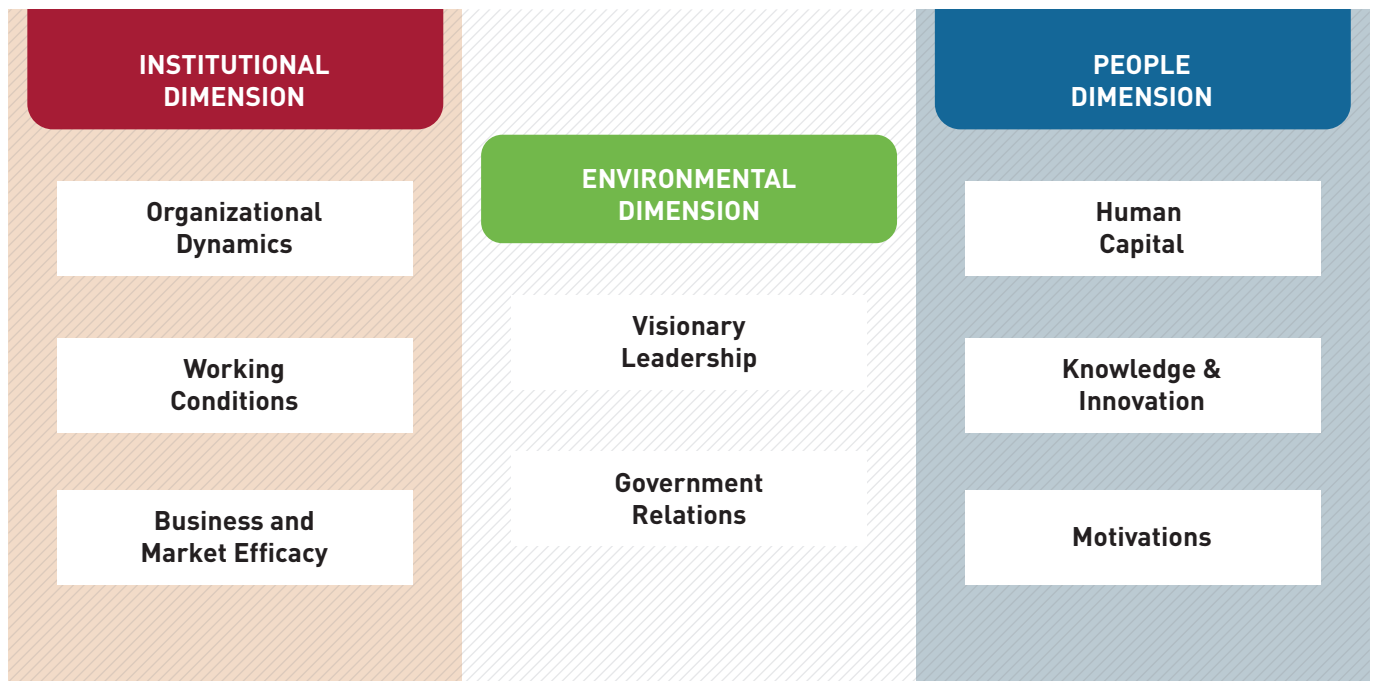 INSTITUTIONAL
DIMENSION
Organizational
Dynamics
Working
Conditions
Business and
Market Efficacy
ENVIRONMENTAL
DIMENSION
Visionary
Leadership
Government
Relations
PEOPLE
DIMENSION
Human
Capital
Knowledge &
Innovation
Motivations